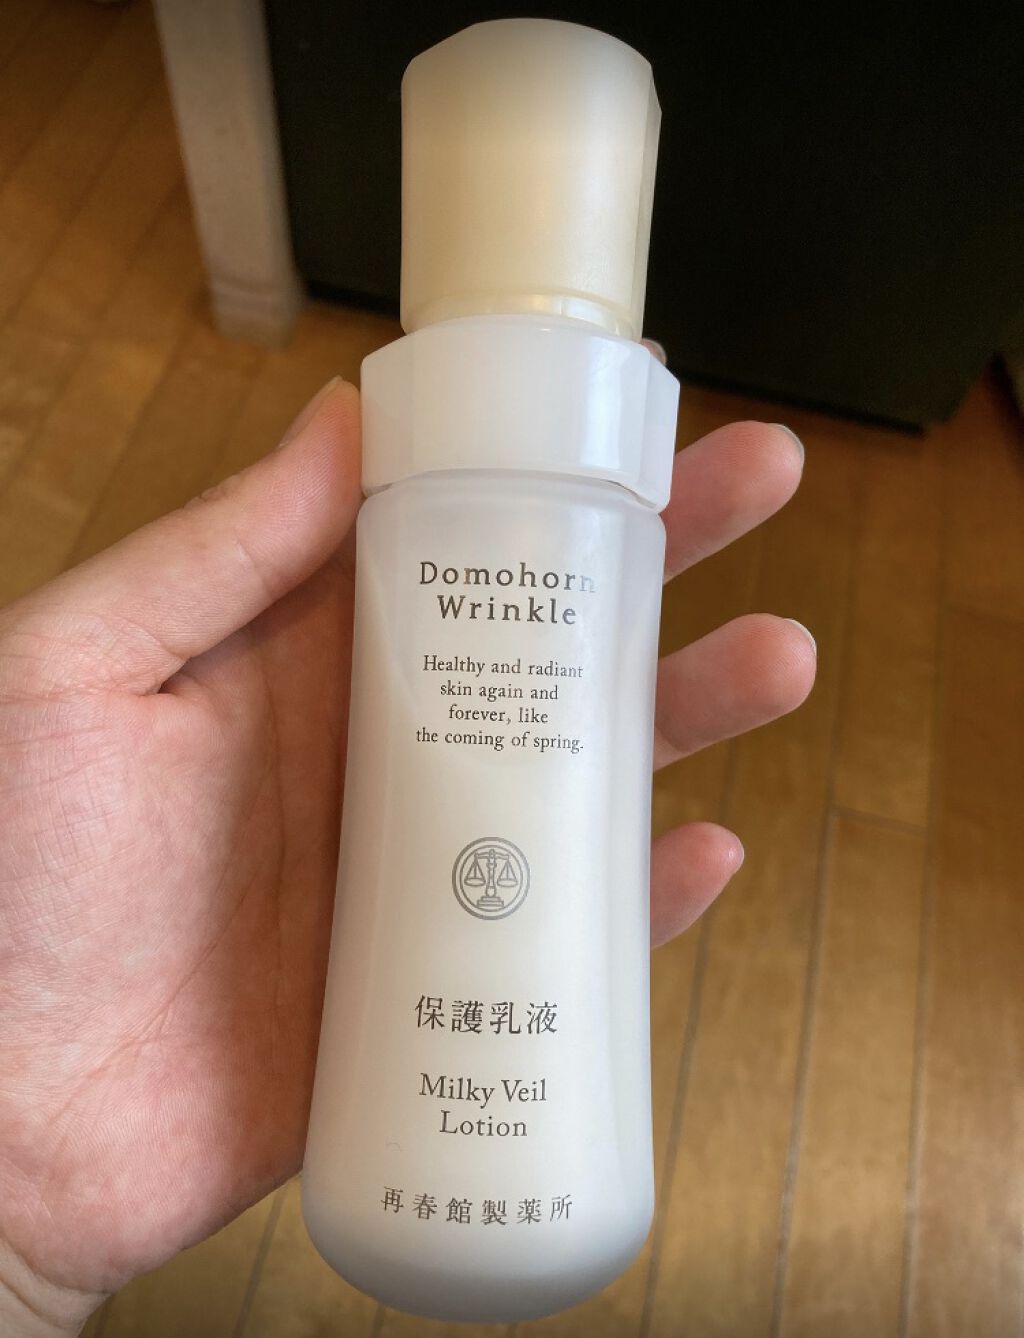 Domohorn
Wrinkle
Healthy and radiant
skin again and
forever, like
the coming of spring.
保護乳液
Milky Veil
Lotion
再春館製薬所